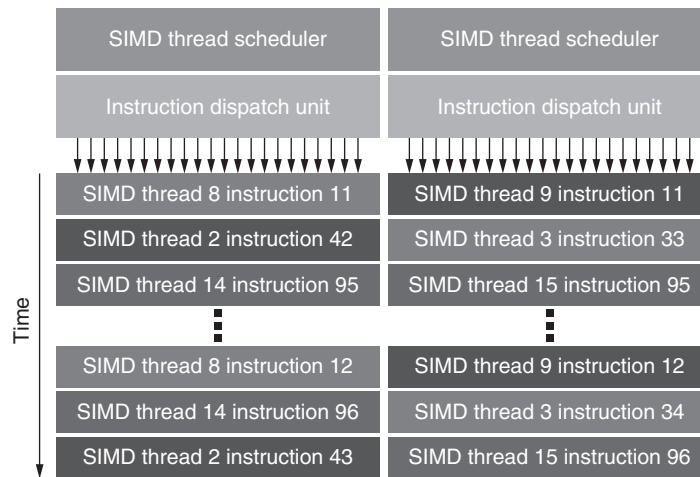 SIMD thread scheduler
SIMD thread scheduler
Instruction dispatch unit
Instruction dispatch unit
Time
SIMD thread 8 instruction 11
SIMD thread 9 instruction 11
SIMD thread 2 instruction 42
SIMD thread 3 instruction 33
SIMD thread 14 instruction 95
SIMD thread 15 instruction 95
SIMD thread 8 instruction 12
SIMD thread 9 instruction 12
SIMD thread 14 instruction 96
SIMD thread 3 instruction 34
SIMD thread 2 instruction 43
SIMD thread 15 instruction 96